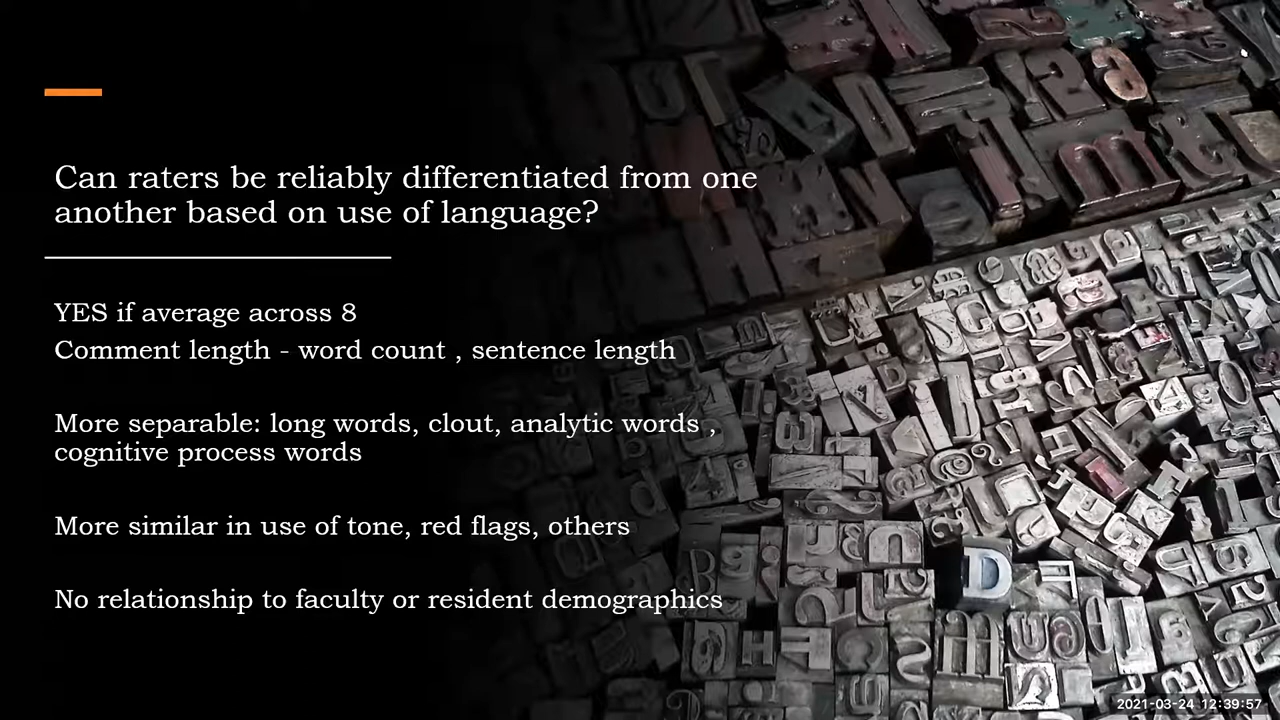 Can raters be reliably differentiated from one
another based on use of language?
YES if average across 8
Comment length - word count , sentence length
More separable: long words, clout, analytic words ,
cognitive process words
More similar in use of tone, red flags, others
No relationship to faculty or resident demographics
2021-03-24 12:39:57